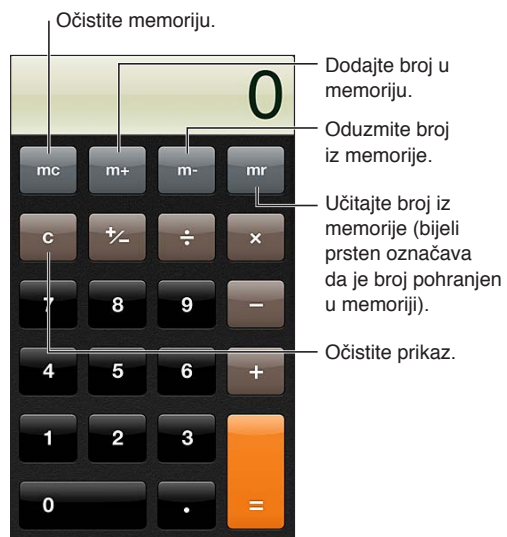 Očistite memoriju.
Dodajte broj u
memoriju.
Oduzmite broj
iz memorije.
Učitajte broj iz
memorije (bijeli
prsten označava
da je broj pohranjen
u memoriji).
Očistite prikaz.
0
mc m+ m- mr
c +/− ÷ ×
7 8 9 −
4 5 6 +
1 2 3
0 . =